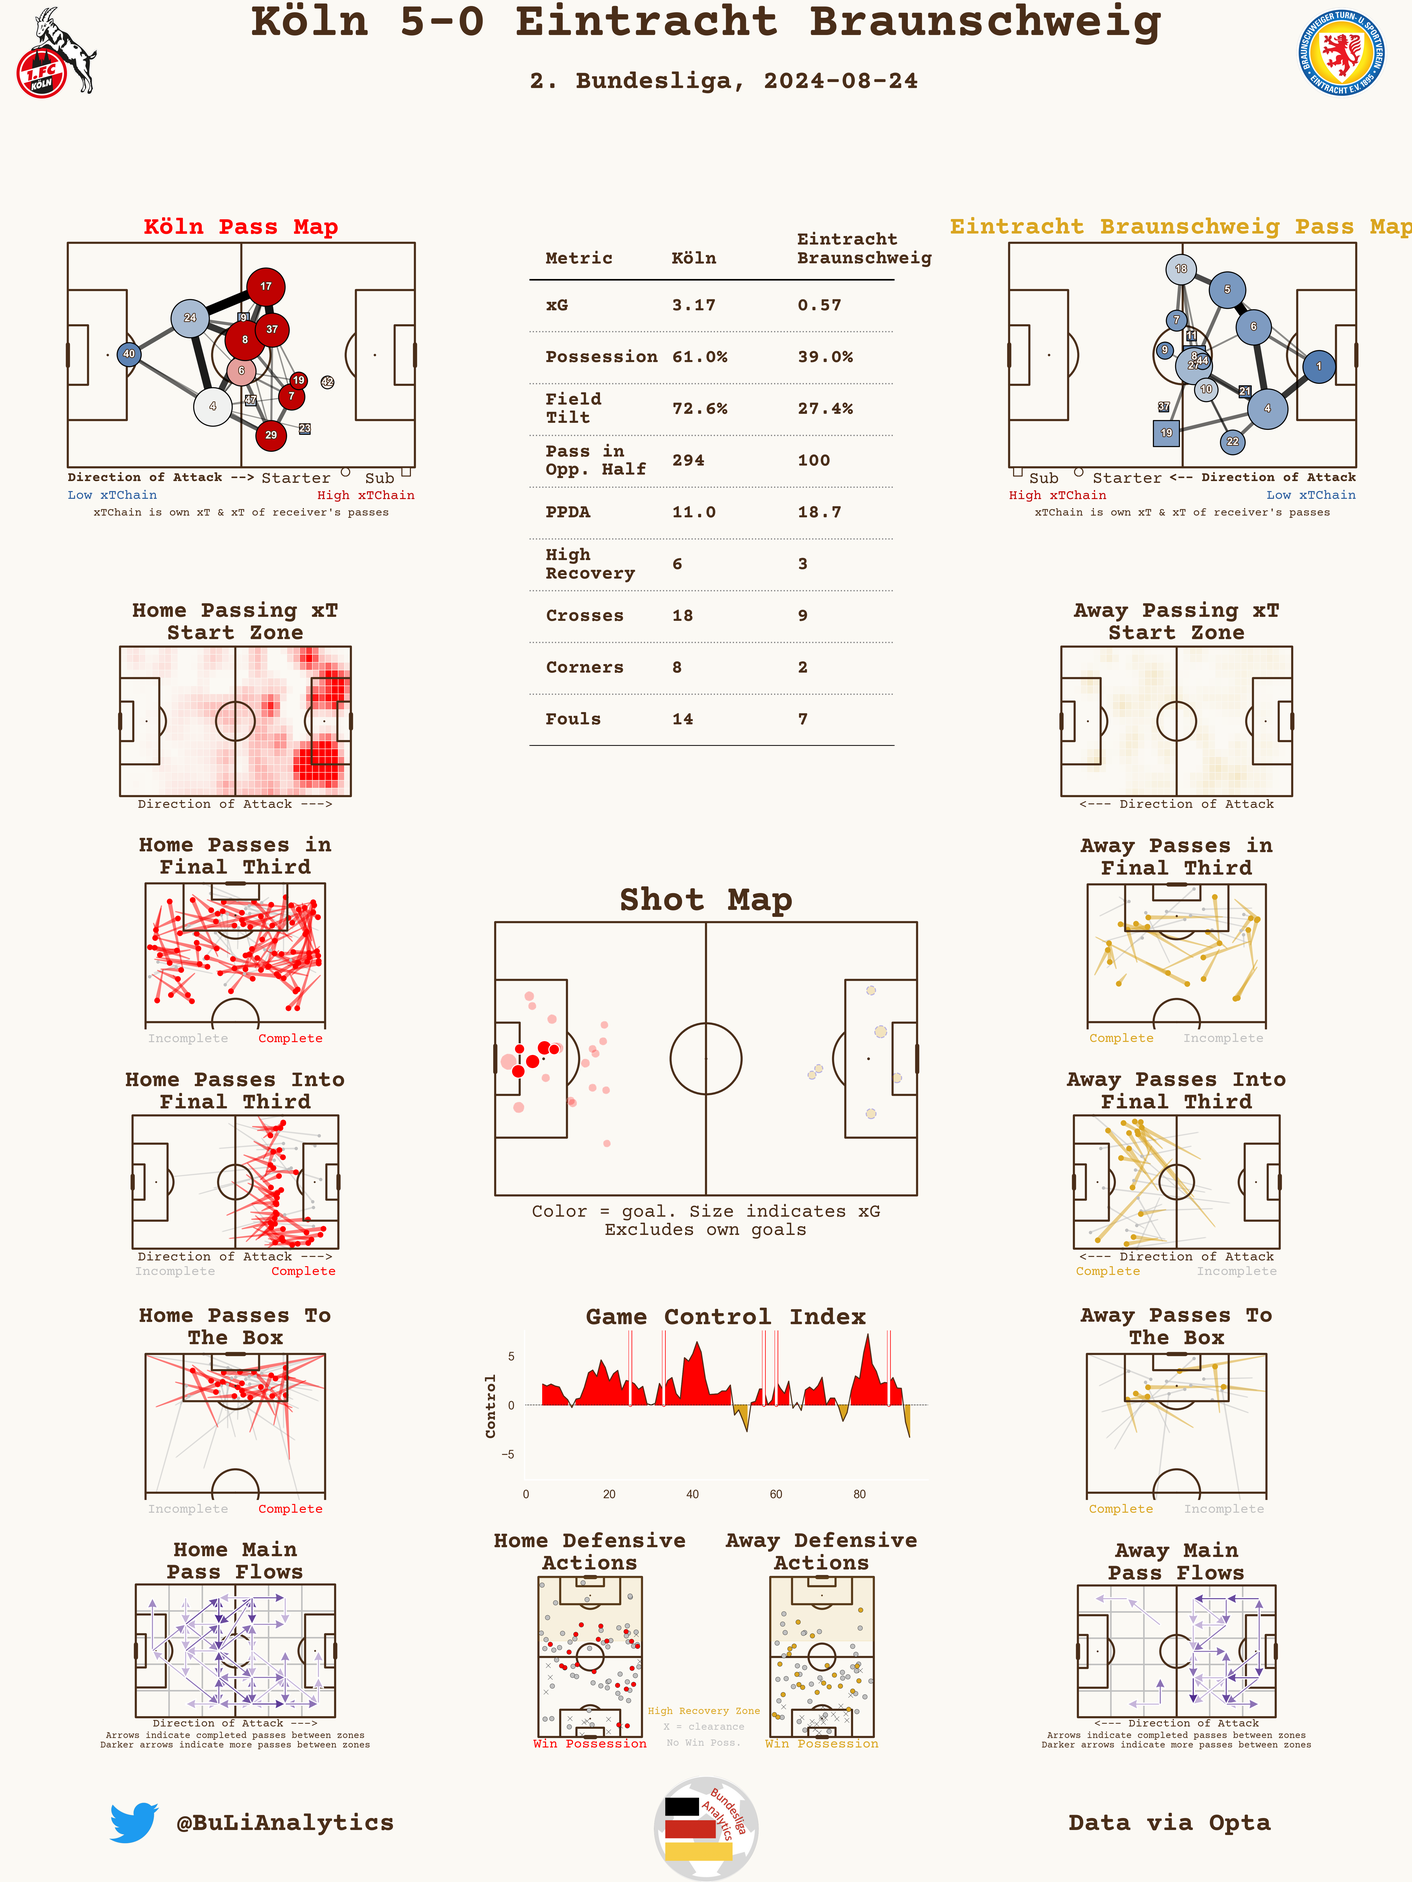 Köln 5-0 Eintracht Braunschweig
2. Bundesliga, 2024-08-24
1.FC
KÖLN
BRAUNSCHWEIGER TURN- U. SPORTVEREIN
EINTRACHT E.V. 1895
Köln Pass Map
17
24
9
37
8
40
6
19
42
7
47
4
23
29
Direction of Attack --> Starter Sub
Low xTChain High xTChain
xTChain is own xT & xT of receiver's passes
Metric Köln Eintracht
Braunschweig
xG 3.17 0.57
Possession 61.0% 39.0%
Field
Tilt 72.6% 27.4%
Pass in
Opp. Half 294 100
PPDA 11.0 18.7
High
Recovery 6 3
Crosses 18 9
Corners 8 2
Fouls 14 7
Eintracht Braunschweig Pass Map
18
5
7
6
11
9
8
44
27
1
10
21
37
4
19
22
Sub Starter <-- Direction of Attack
High xTChain Low xTChain
xTChain is own xT & xT of receiver's passes
Home Passing xT
Start Zone
Direction of Attack --->
Away Passing xT
Start Zone
<--- Direction of Attack
Home Passes in
Final Third
Incomplete Complete
Away Passes in
Final Third
Complete Incomplete
Shot Map
Color = goal. Size indicates xG
Excludes own goals
Home Passes Into
Final Third
Direction of Attack --->
Incomplete Complete
Away Passes Into
Final Third
<--- Direction of Attack
Complete Incomplete
Home Passes To
The Box
Incomplete Complete
Game Control Index
Control
5
0
−5
0 20 40 60 80
Away Passes To
The Box
Complete Incomplete
Home Main
Pass Flows
Direction of Attack --->
Arrows indicate completed passes between zones
Darker arrows indicate more passes between zones
Home Defensive
Actions
Win Possession
High Recovery Zone
X = clearance
No Win Poss.
Away Defensive
Actions
Win Possession
Away Main
Pass Flows
<--- Direction of Attack
Arrows indicate completed passes between zones
Darker arrows indicate more passes between zones
@BuLiAnalytics
Bundesliga
Analytics
Data via Opta